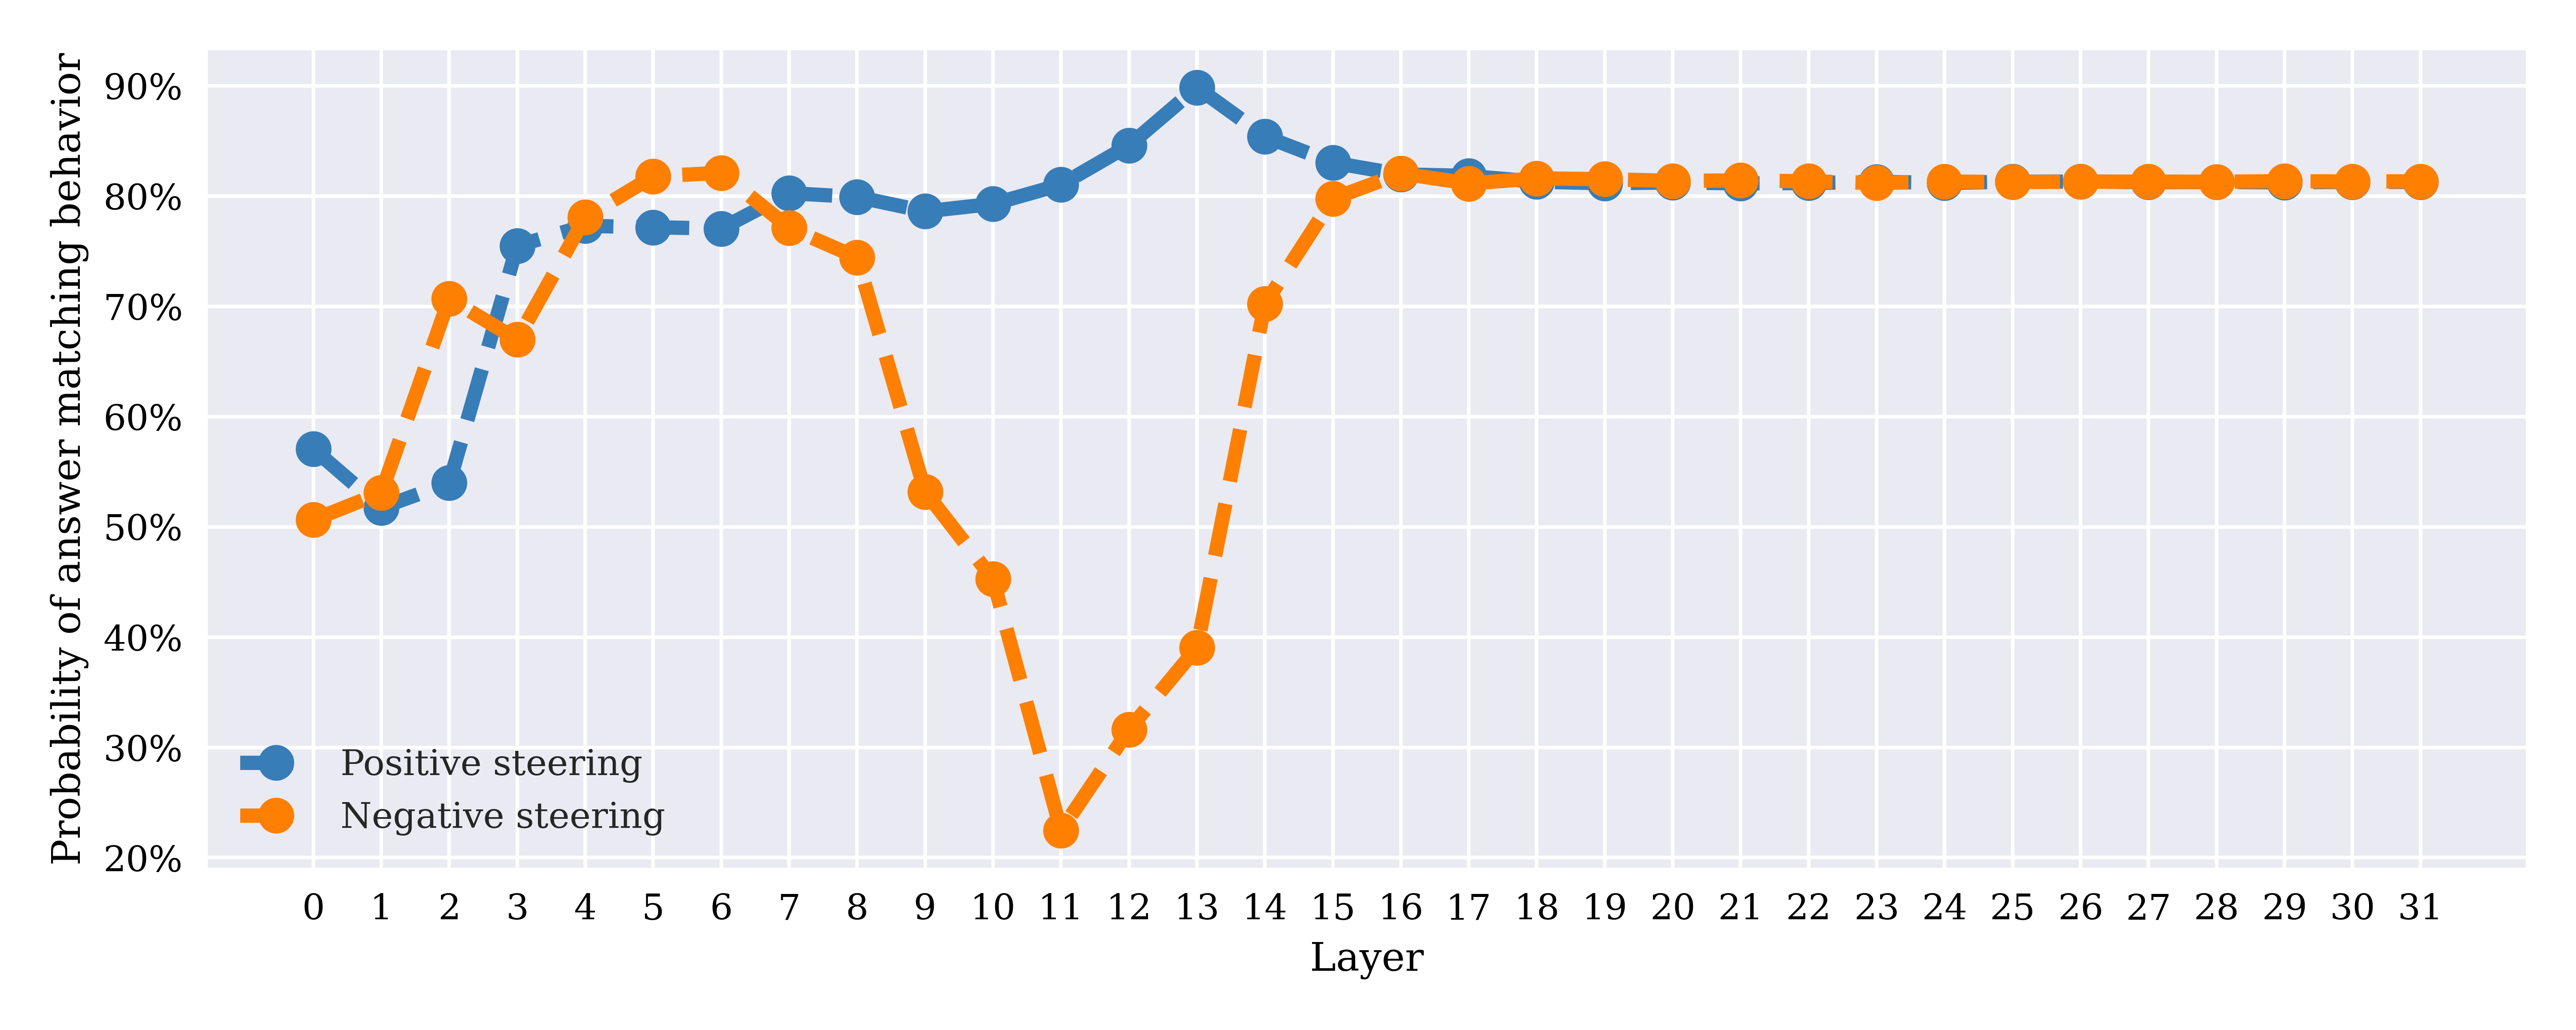 Probability of answer matching behavior
90%
80%
70%
60%
50%
40%
30%
20%
Positive steering
Negative steering
0 1 2 3 4 5 6 7 8 9 10 11 12 13 14 15 16 17 18 19 20 21 22 23 24 25 26 27 28 29 30 31
Layer